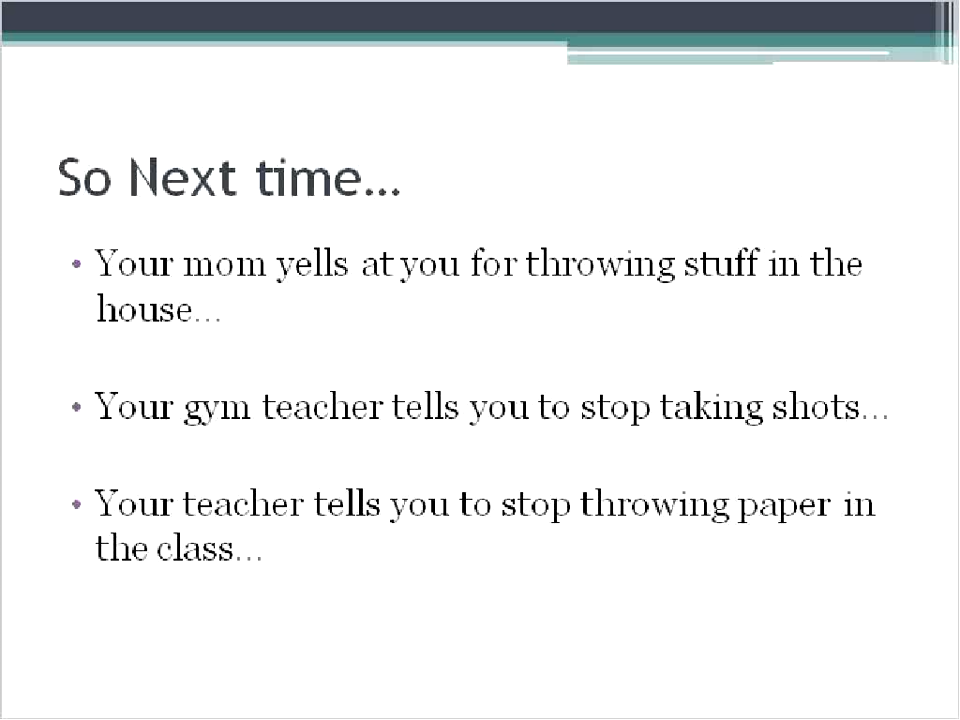 So Next time...
• Your mom yells at you for throwing stuff in the
house...
• Your gym teacher tells you to stop taking shots...
• Your teacher tells you to stop throwing paper in
the class...